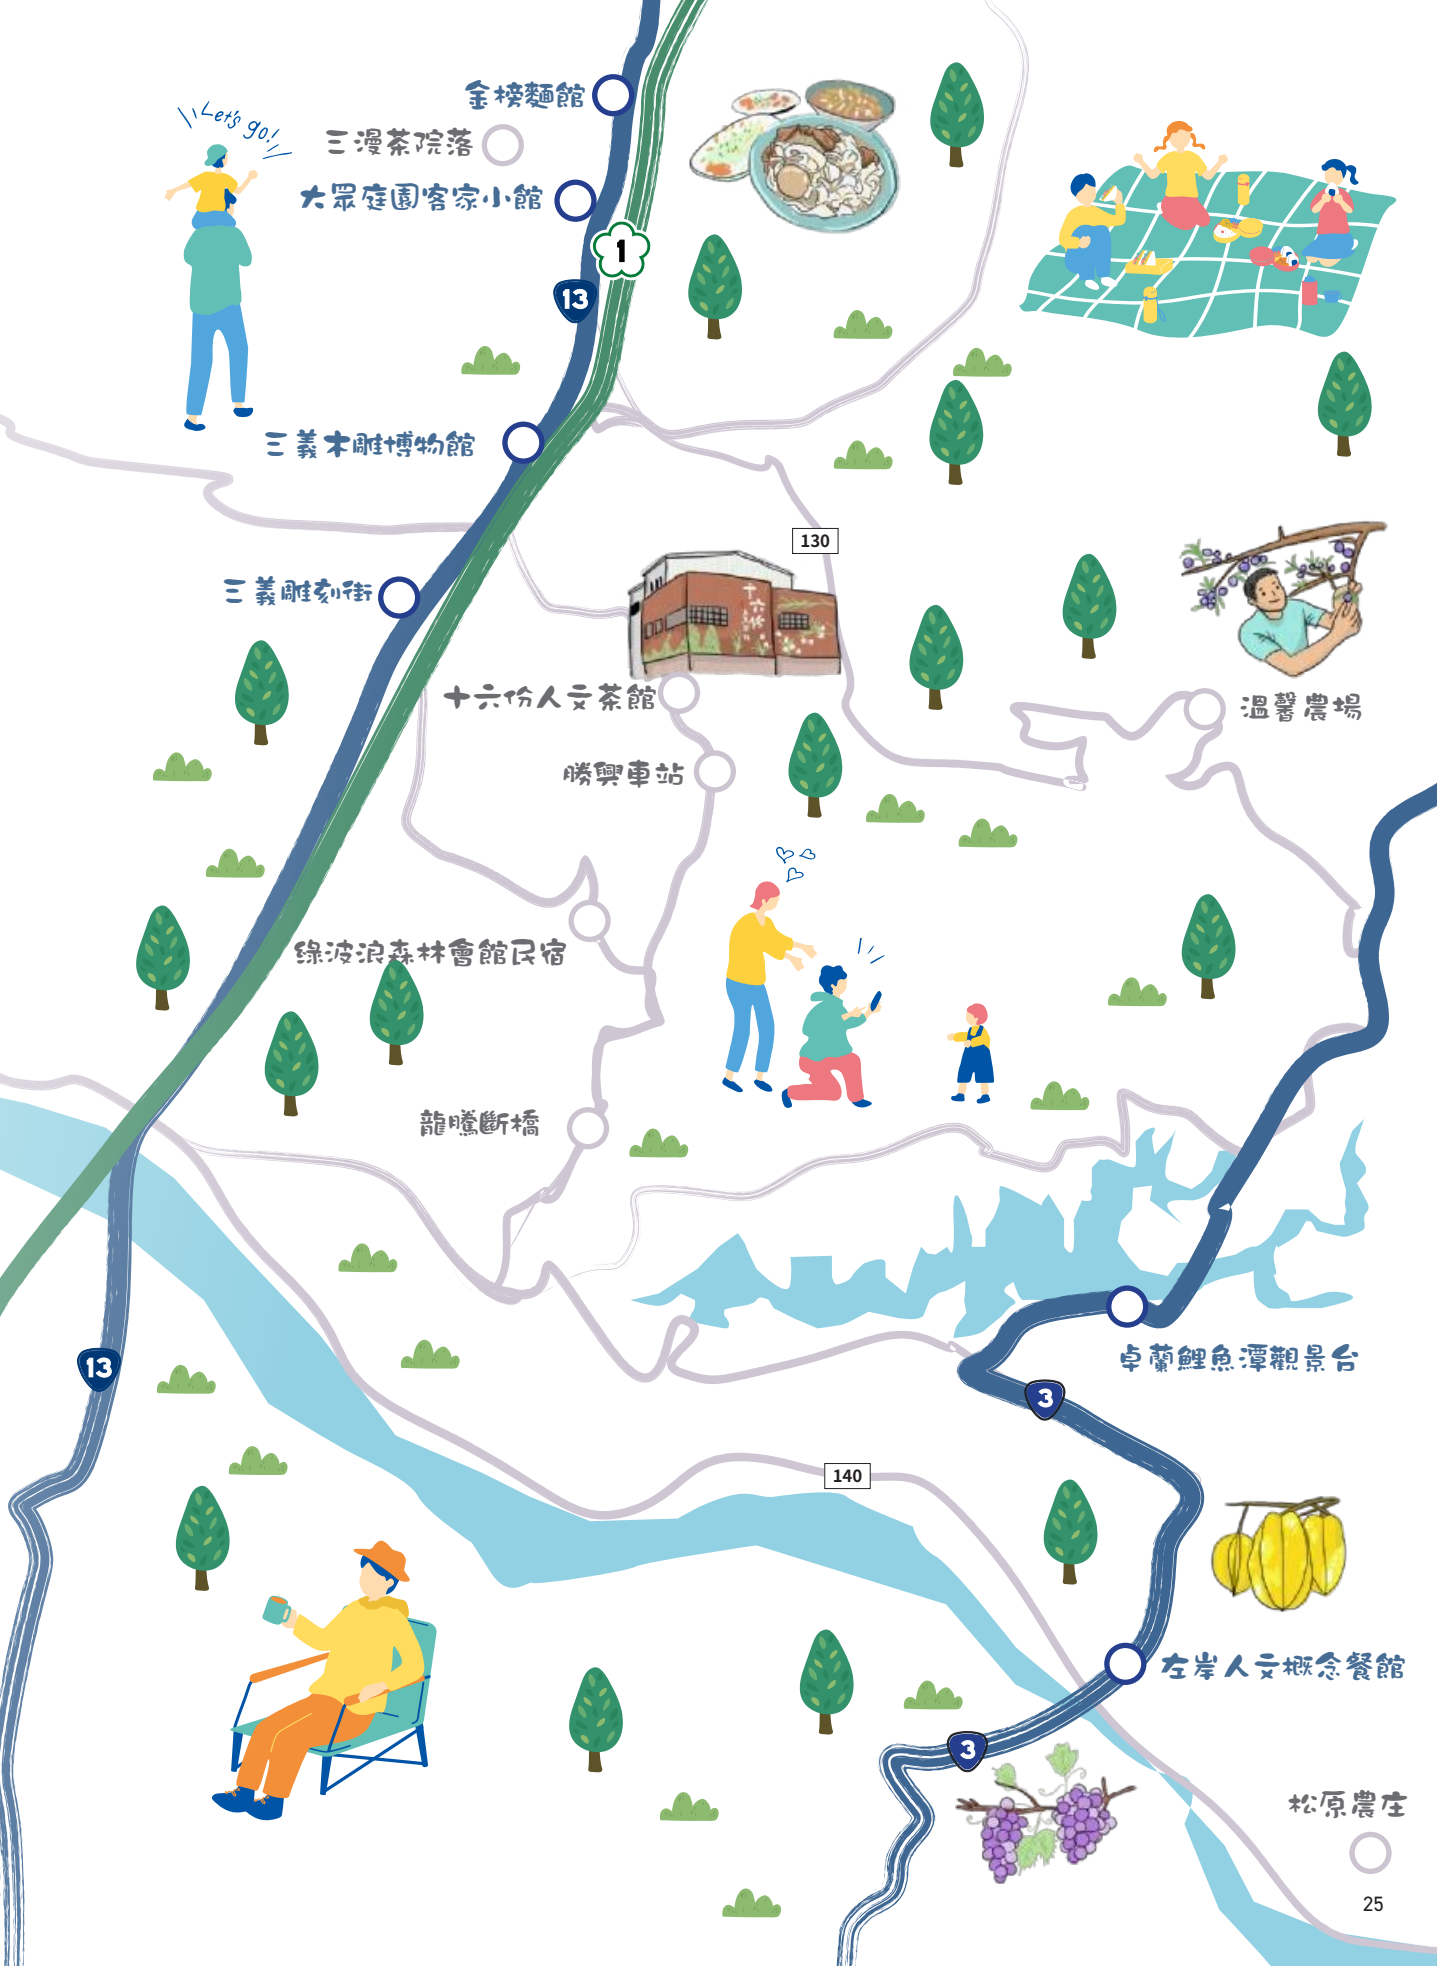 金榜麵館
Let's go!
三漫茶院落
大眾庭園客家小館
1
13
三義木雕博物館
130
三義雕刻街
十六份
十六份人文茶館
溫馨農場
勝興車站
綠波浪森林會館民宿
龍騰斷橋
卓蘭鯉魚潭觀景台
13
3
140
左岸人文概念餐館
3
松原農庄
25